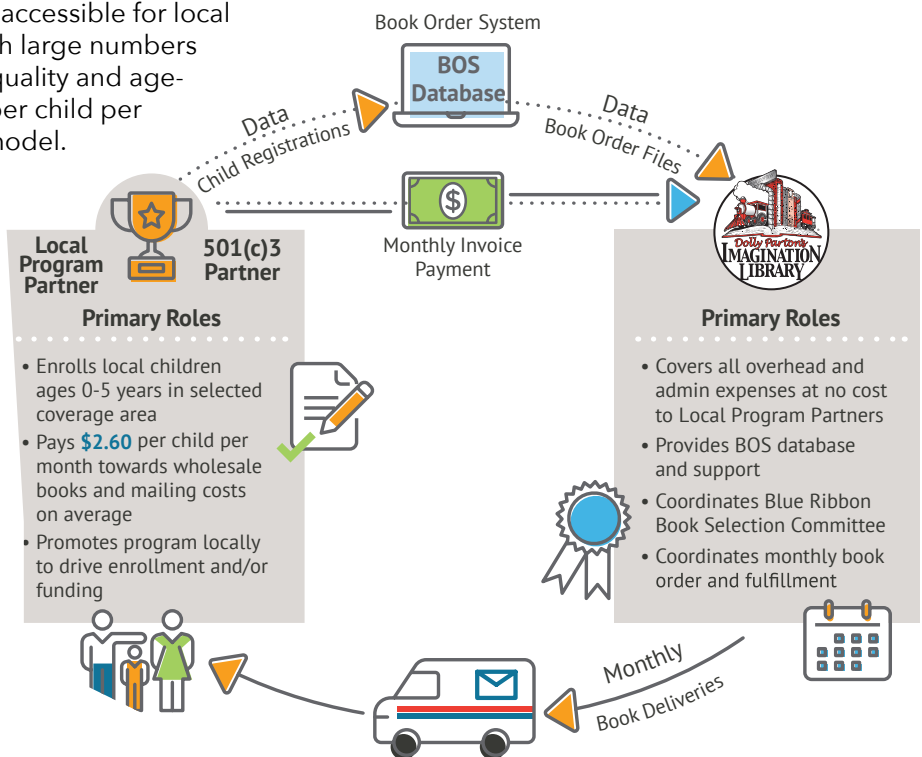 accessible for local
h large numbers
quality and age-
per child per
model.
Book Order System
BOS
Database
Data
Child Registrations
Data
Book Order Files
$
Monthly Invoice
Payment
Local
Program
Partner
501(c)3
Partner
Primary Roles
• Enrolls local children
ages 0-5 years in selected
coverage area
• Pays $2.60 per child per
month towards wholesale
books and mailing costs
on average
• Promotes program locally
to drive enrollment and/or
funding
Dolly Parton's
IMAGINATION
LIBRARY
Primary Roles
• Covers all overhead and
admin expenses at no cost
to Local Program Partners
• Provides BOS database
and support
• Coordinates Blue Ribbon
Book Selection Committee
• Coordinates monthly book
order and fulfillment
Monthly
Book Deliveries